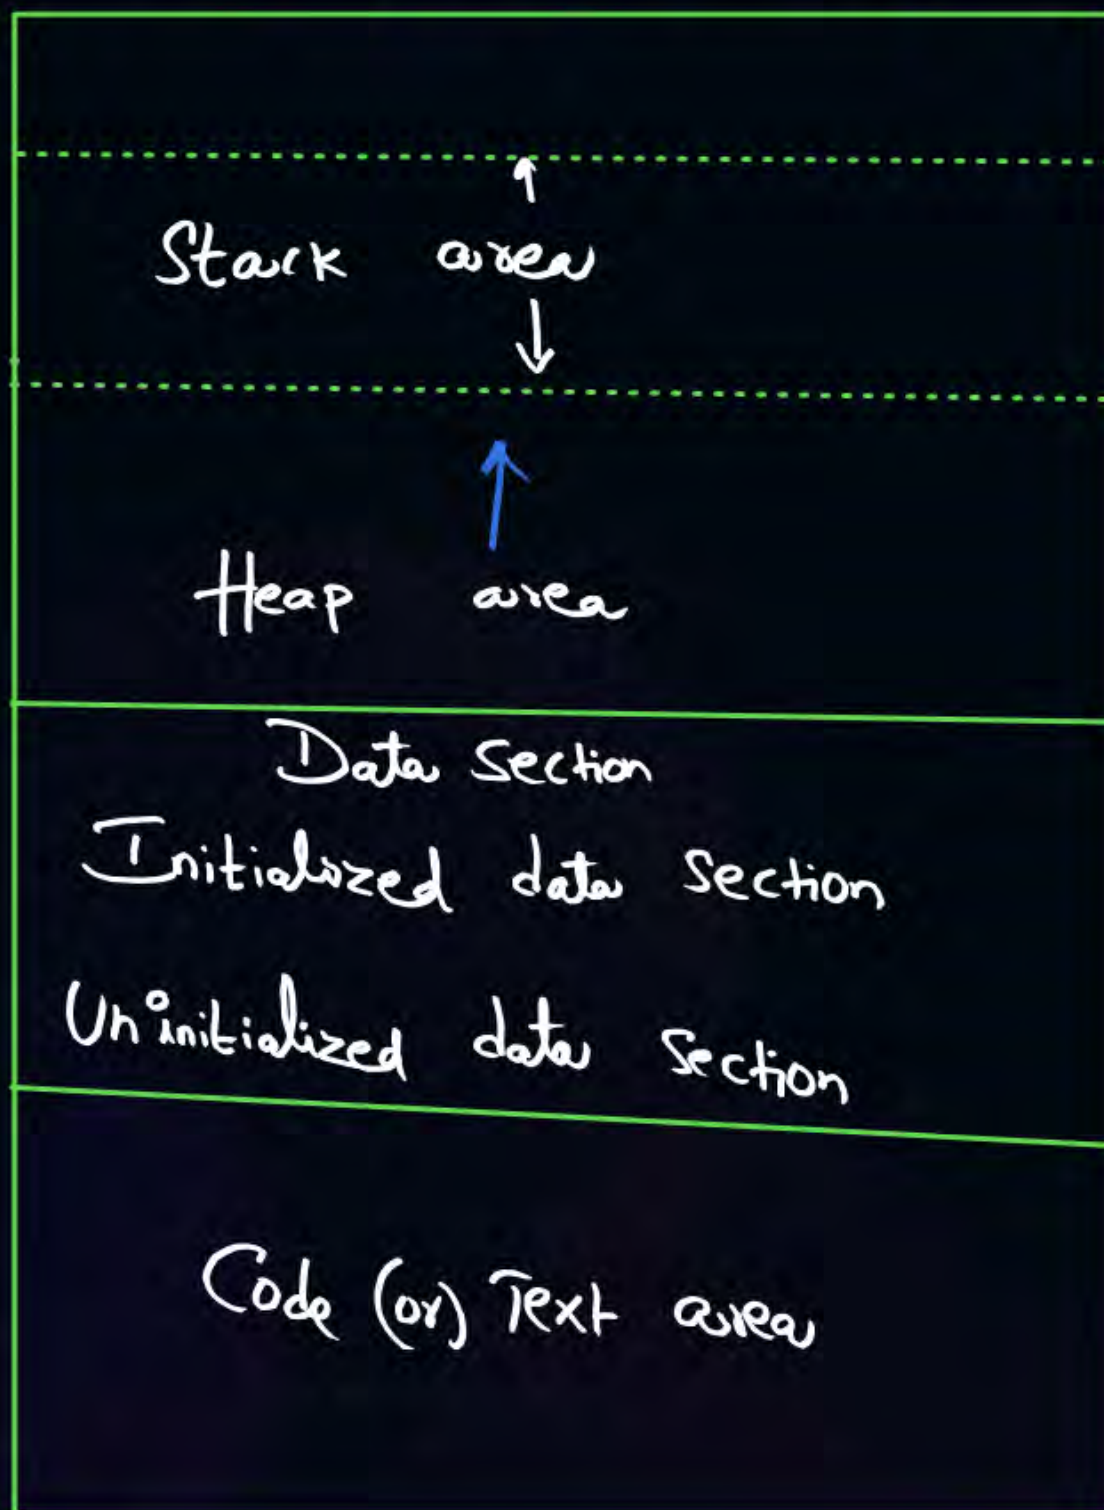 Stack area
Heap area
Data Section
Initialized data Section
Uninitialized data Section
Code (or) Text area